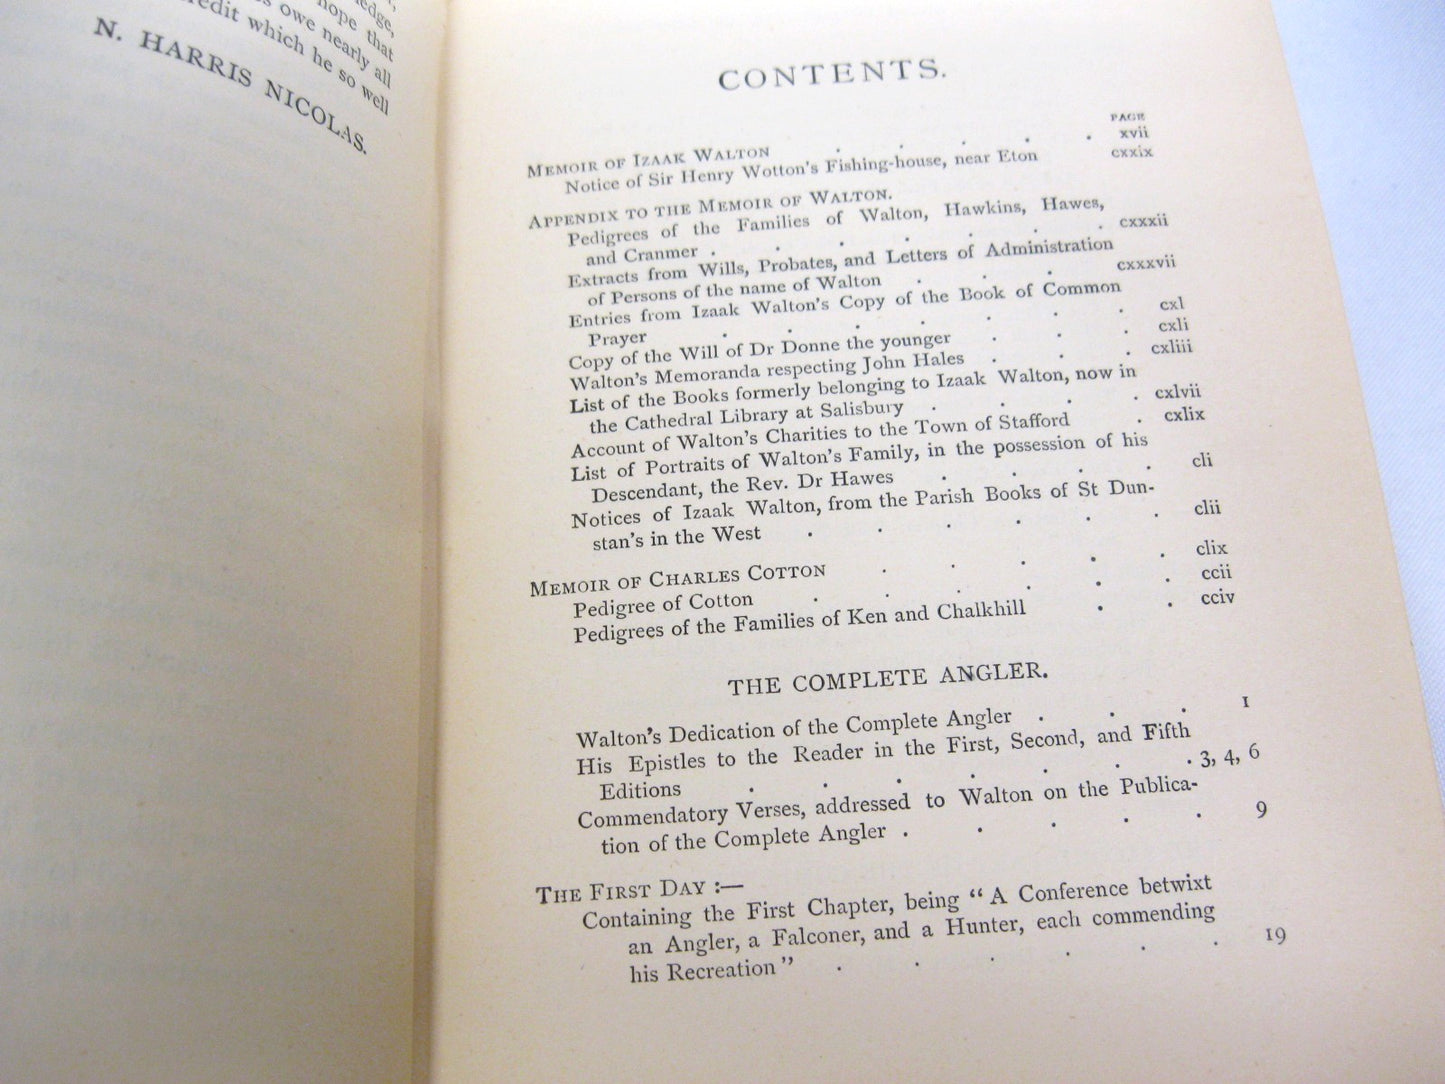 hope that
owe nearly all
credit which he so well
N. HARRIS NICOLAS.
CONTENTS.
PAGE
MEMOIR OF IZAAK WALTON . . . . . xvii
Notice of Sir Henry Wotton's Fishing-house, near Eton cxxix
APPENDIX TO THE MEMOIR OF WALTON.
Pedigrees of the Families of Walton, Hawkins, Hawes,
and Cranmer . . . . . . . cxxxii
Extracts from Wills, Probates, and Letters of Administration
of Persons of the name of Walton . . . cxxxvii
Entries from Izaak Walton's Copy of the Book of Common
Prayer . . . . . . . cxl
Copy of the Will of Dr Donne the younger . . . cxli
Walton's Memoranda respecting John Hales . . . cxliii
List of the Books formerly belonging to Izaak Walton, now in
the Cathedral Library at Salisbury . . . . cxlvii
Account of Walton's Charities to the Town of Stafford . cxlix
List of Portraits of Walton's Family, in the possession of his
Descendant, the Rev. Dr Hawes . . . . cli
Notices of Izaak Walton, from the Parish Books of St Dun-
stan's in the West . . . . . . clii
MEMOIR OF CHARLES COTTON . . . . . clix
Pedigree of Cotton . . . . . . ccii
Pedigrees of the Families of Ken and Chalkhill . . cciv
THE COMPLETE ANGLER.
Walton's Dedication of the Complete Angler . . . 1
His Epistles to the Reader in the First, Second, and Fifth
Editions . . . . . . . 3, 4, 6
Commendatory Verses, addressed to Walton on the Publica-
tion of the Complete Angler . . . . . 9
THE FIRST DAY :—
Containing the First Chapter, being "A Conference betwixt
an Angler, a Falconer, and a Hunter, each commending
his Recreation" . . . . . . 19